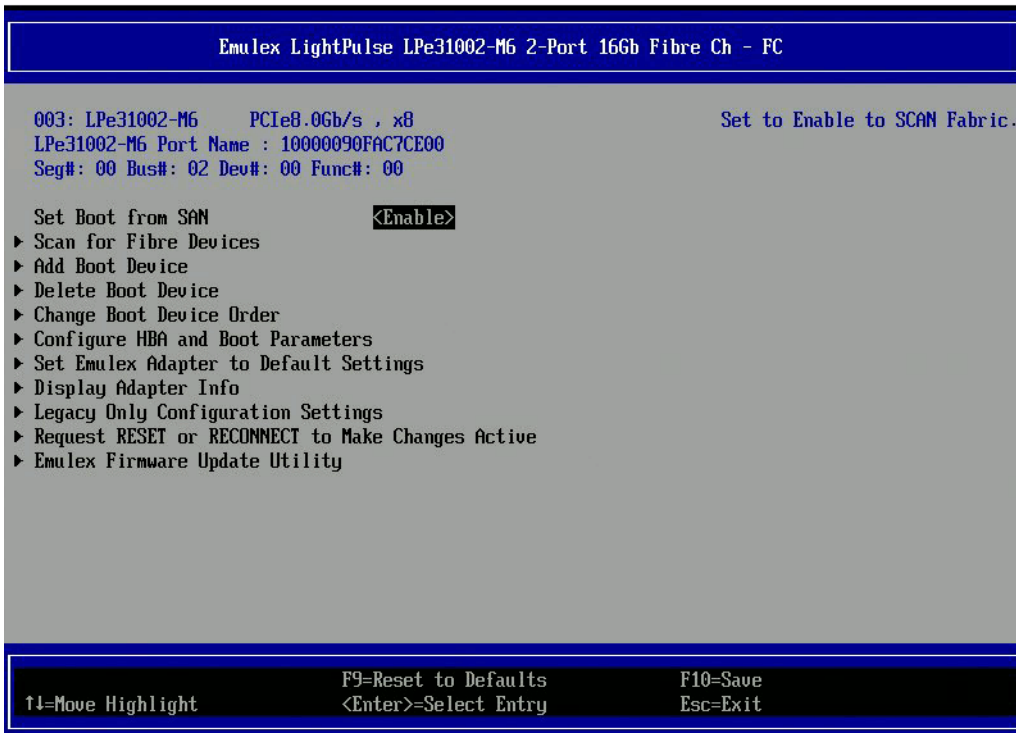 Emulex LightPulse LPe31002-M6 2-Port 16Gb Fibre Ch - FC
003: LPe31002-M6 PCIe8.0Gb/s , x8
Set to Enable to SCAN Fabric.
LPe31002-M6 Port Name : 10000090FAC7CE00
Seg#: 00 Bus#: 02 Dev#: 00 Func#: 00
Set Boot from SAN <Enable>
▶ Scan for Fibre Devices
▶ Add Boot Device
▶ Delete Boot Device
▶ Change Boot Device Order
▶ Configure HBA and Boot Parameters
▶ Set Emulex Adapter to Default Settings
▶ Display Adapter Info
▶ Legacy Only Configuration Settings
▶ Request RESET or RECONNECT to Make Changes Active
▶ Emulex Firmware Update Utility
F9=Reset to Defaults F10=Save
↑↓=Move Highlight <Enter>=Select Entry Esc=Exit